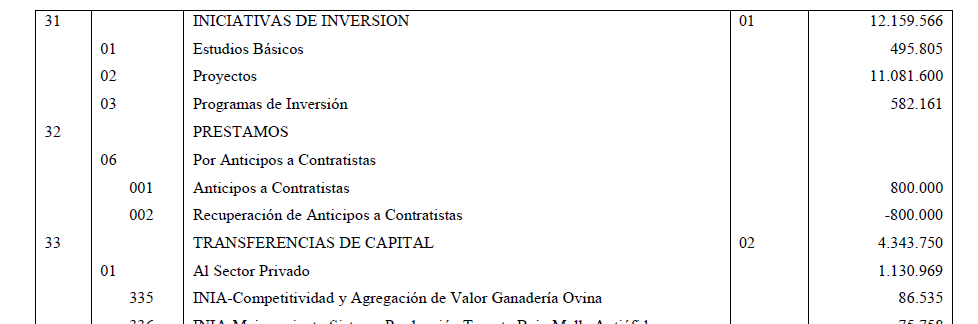 31 INICIATIVAS DE INVERSION 01 12.159.566
01 Estudios Básicos 495.805
02 Proyectos 11.081.600
03 Programas de Inversión 582.161
32 PRESTAMOS
06 Por Anticipos a Contratistas
001 Anticipos a Contratistas 800.000
002 Recuperación de Anticipos a Contratistas -800.000
33 TRANSFERENCIAS DE CAPITAL 02 4.343.750
01 Al Sector Privado 1.130.969
335 INIA-Competitividad y Agregación de Valor Ganadería Ovina 86.535